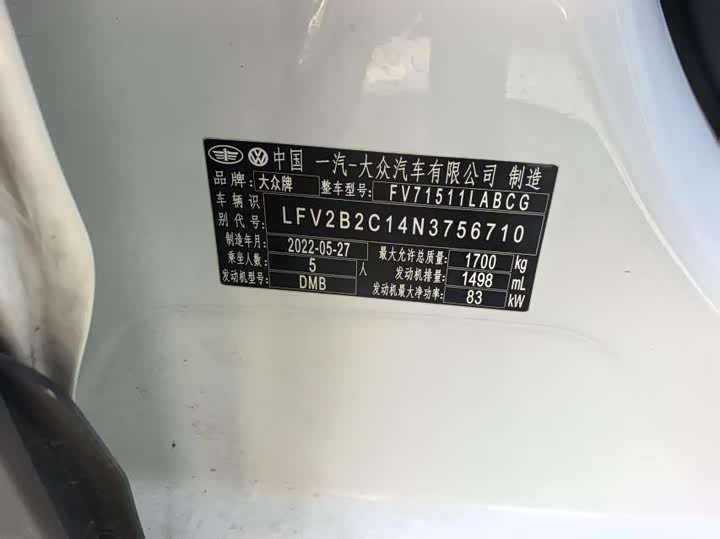 中国 一汽-大众汽车有限公司 制造
品牌: 大众牌 整车型号: FV71511LABCG
车辆识别代号: LFV2B2C14N3756710
制造年月: 2022-05-27 最大允许总质量: 1700 kg
乘坐人数: 5 人 发动机排量: 1498 mL
发动机型号: DMB 发动机最大净功率: 83 kW